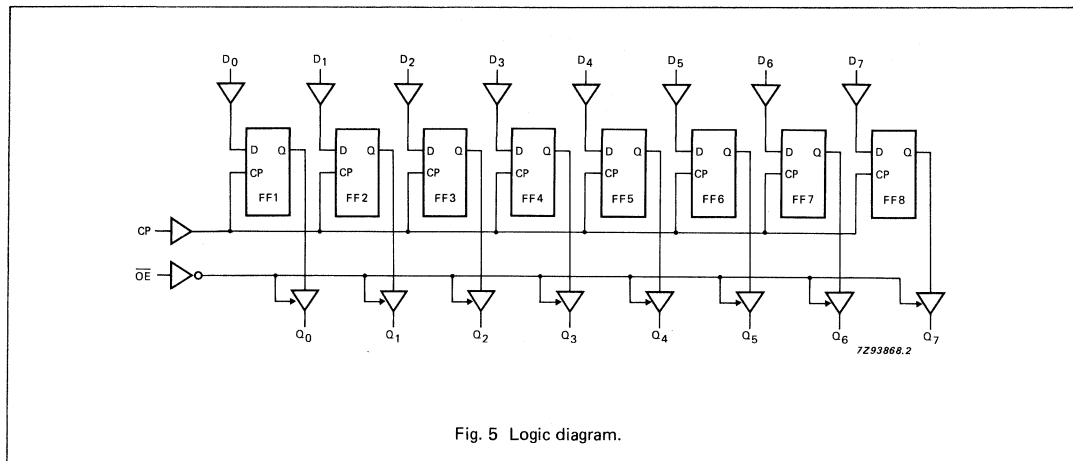 D0 D1 D2 D3 D4 D5 D6 D7
D Q D Q D Q D Q D Q D Q D Q D Q
CP CP CP CP CP CP CP CP
FF1 FF2 FF3 FF4 FF5 FF6 FF7 FF8
CP
O̅E̅
Q0 Q1 Q2 Q3 Q4 Q5 Q6 Q7
7Z93868.2
Fig. 5 Logic diagram.